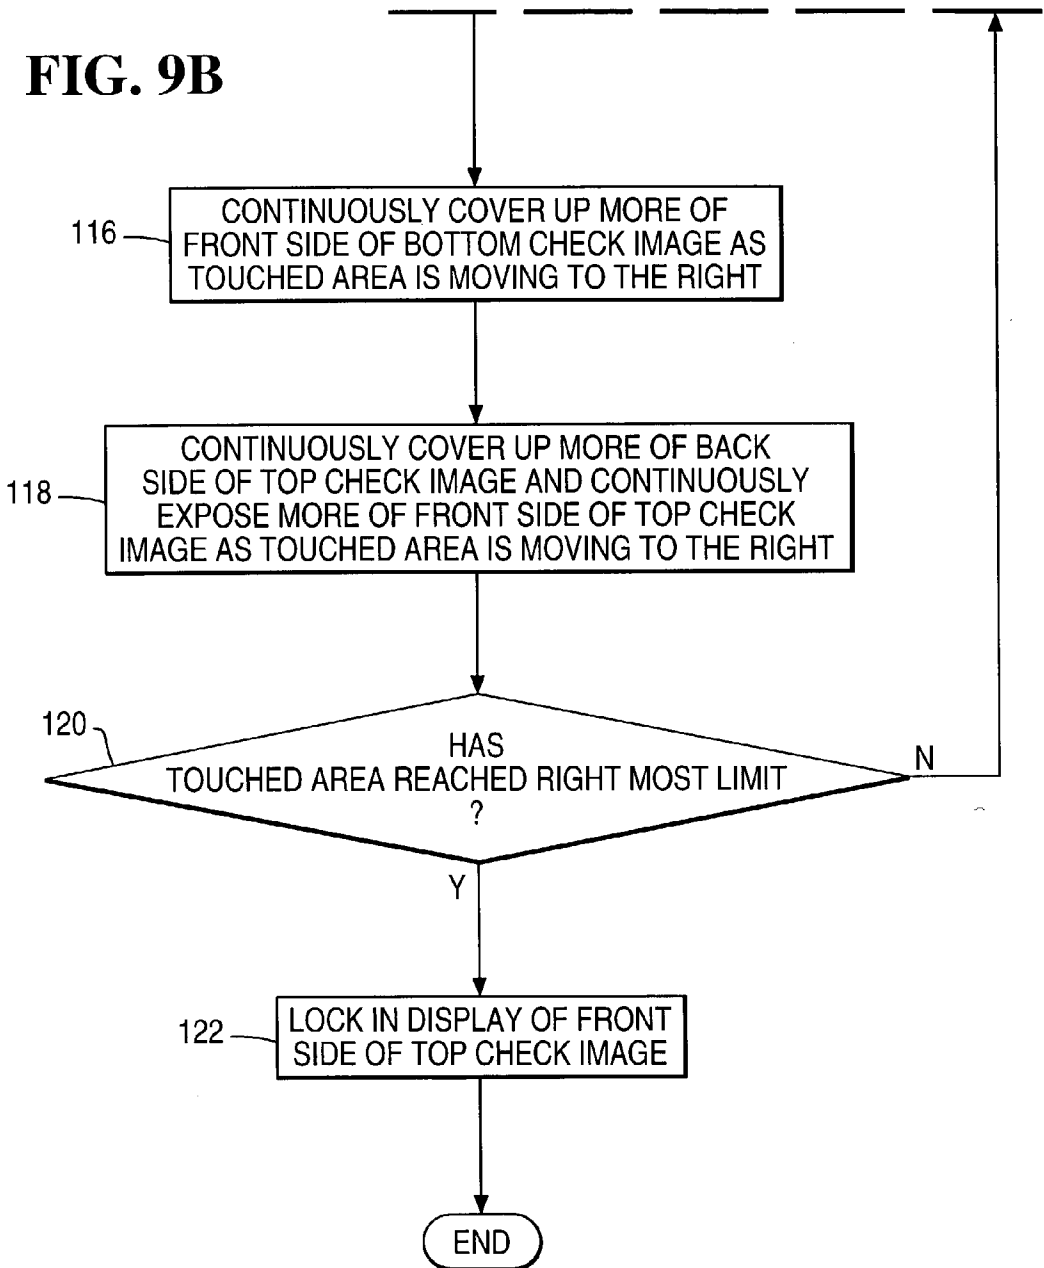 FIG. 9B
116
CONTINUOUSLY COVER UP MORE OF
FRONT SIDE OF BOTTOM CHECK IMAGE AS
TOUCHED AREA IS MOVING TO THE RIGHT
118
CONTINUOUSLY COVER UP MORE OF BACK
SIDE OF TOP CHECK IMAGE AND CONTINUOUSLY
EXPOSE MORE OF FRONT SIDE OF TOP CHECK
IMAGE AS TOUCHED AREA IS MOVING TO THE RIGHT
120
HAS
TOUCHED AREA REACHED RIGHT MOST LIMIT
?
N
Y
122
LOCK IN DISPLAY OF FRONT
SIDE OF TOP CHECK IMAGE
END